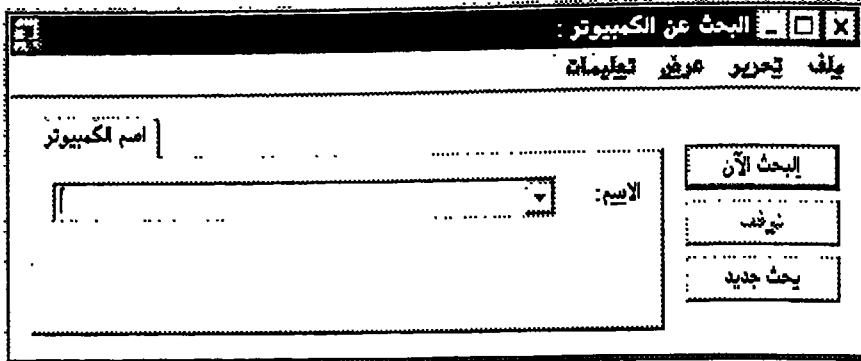 البحث عن الكمبيوتر :
ملف تحرير عرض تعليمات
اسم الكمبيوتر
الاسم:
البحث الآن
توقف
بحث جديد